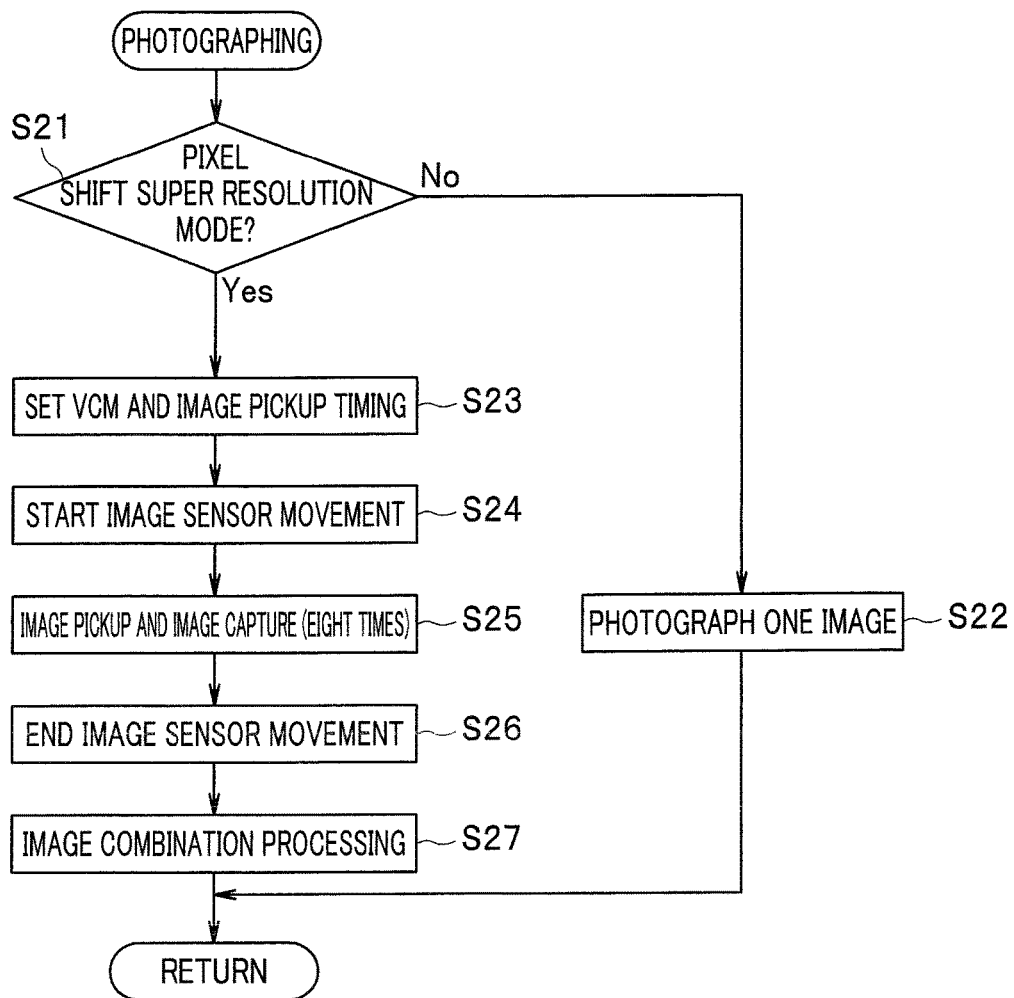 PHOTOGRAPHING
S21
PIXEL
SHIFT SUPER RESOLUTION
MODE?
No
Yes
SET VCM AND IMAGE PICKUP TIMING
S23
START IMAGE SENSOR MOVEMENT
S24
IMAGE PICKUP AND IMAGE CAPTURE (EIGHT TIMES)
S25
PHOTOGRAPH ONE IMAGE
S22
END IMAGE SENSOR MOVEMENT
S26
IMAGE COMBINATION PROCESSING
S27
RETURN